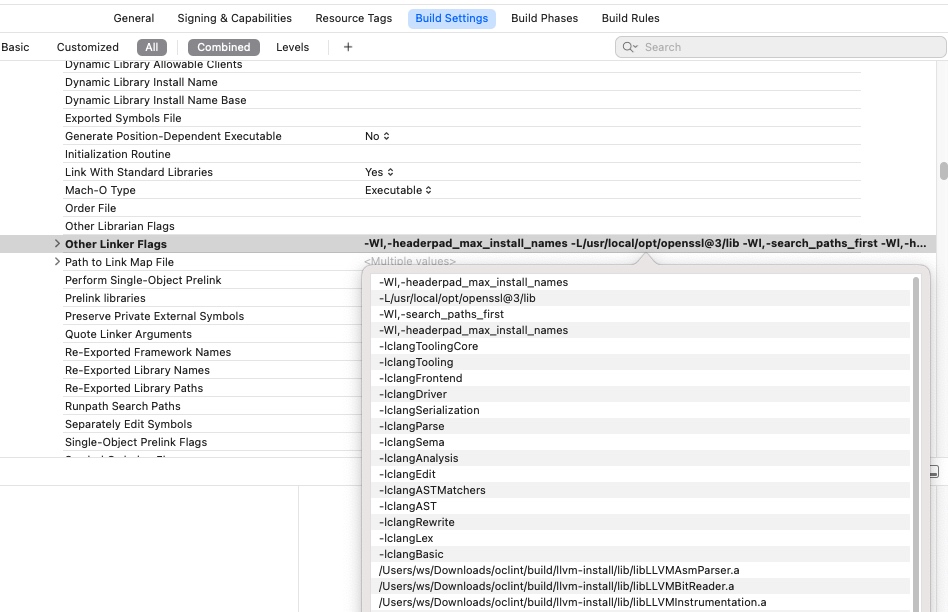 General Signing & Capabilities Resource Tags Build Settings Build Phases Build Rules
Basic Customized All Combined Levels + Search
Dynamic Library Allowable Clients
Dynamic Library Install Name
Dynamic Library Install Name Base
Exported Symbols File
Generate Position-Dependent Executable No
Initialization Routine
Link With Standard Libraries Yes
Mach-O Type Executable
Order File
Other Librarian Flags
Other Linker Flags -Wl,-headerpad_max_install_names -L/usr/local/opt/openssl@3/lib -Wl,-search_paths_first -Wl,-h...
Path to Link Map File <Multiple values>
Perform Single-Object Prelink
Prelink libraries
Preserve Private External Symbols
Quote Linker Arguments
Re-Exported Framework Names
Re-Exported Library Names
Re-Exported Library Paths
Runpath Search Paths
Separately Edit Symbols
Single-Object Prelink Flags
-Wl,-headerpad_max_install_names
-L/usr/local/opt/openssl@3/lib
-Wl,-search_paths_first
-Wl,-headerpad_max_install_names
-lclangToolingCore
-lclangTooling
-lclangFrontend
-lclangDriver
-lclangSerialization
-lclangParse
-lclangSema
-lclangAnalysis
-lclangEdit
-lclangASTMatchers
-lclangAST
-lclangRewrite
-lclangLex
-lclangBasic
/Users/ws/Downloads/oclint/build/llvm-install/lib/libLLVMAsmParser.a
/Users/ws/Downloads/oclint/build/llvm-install/lib/libLLVMBitReader.a
/Users/ws/Downloads/oclint/build/llvm-install/lib/libLLVMInstrumentation.a